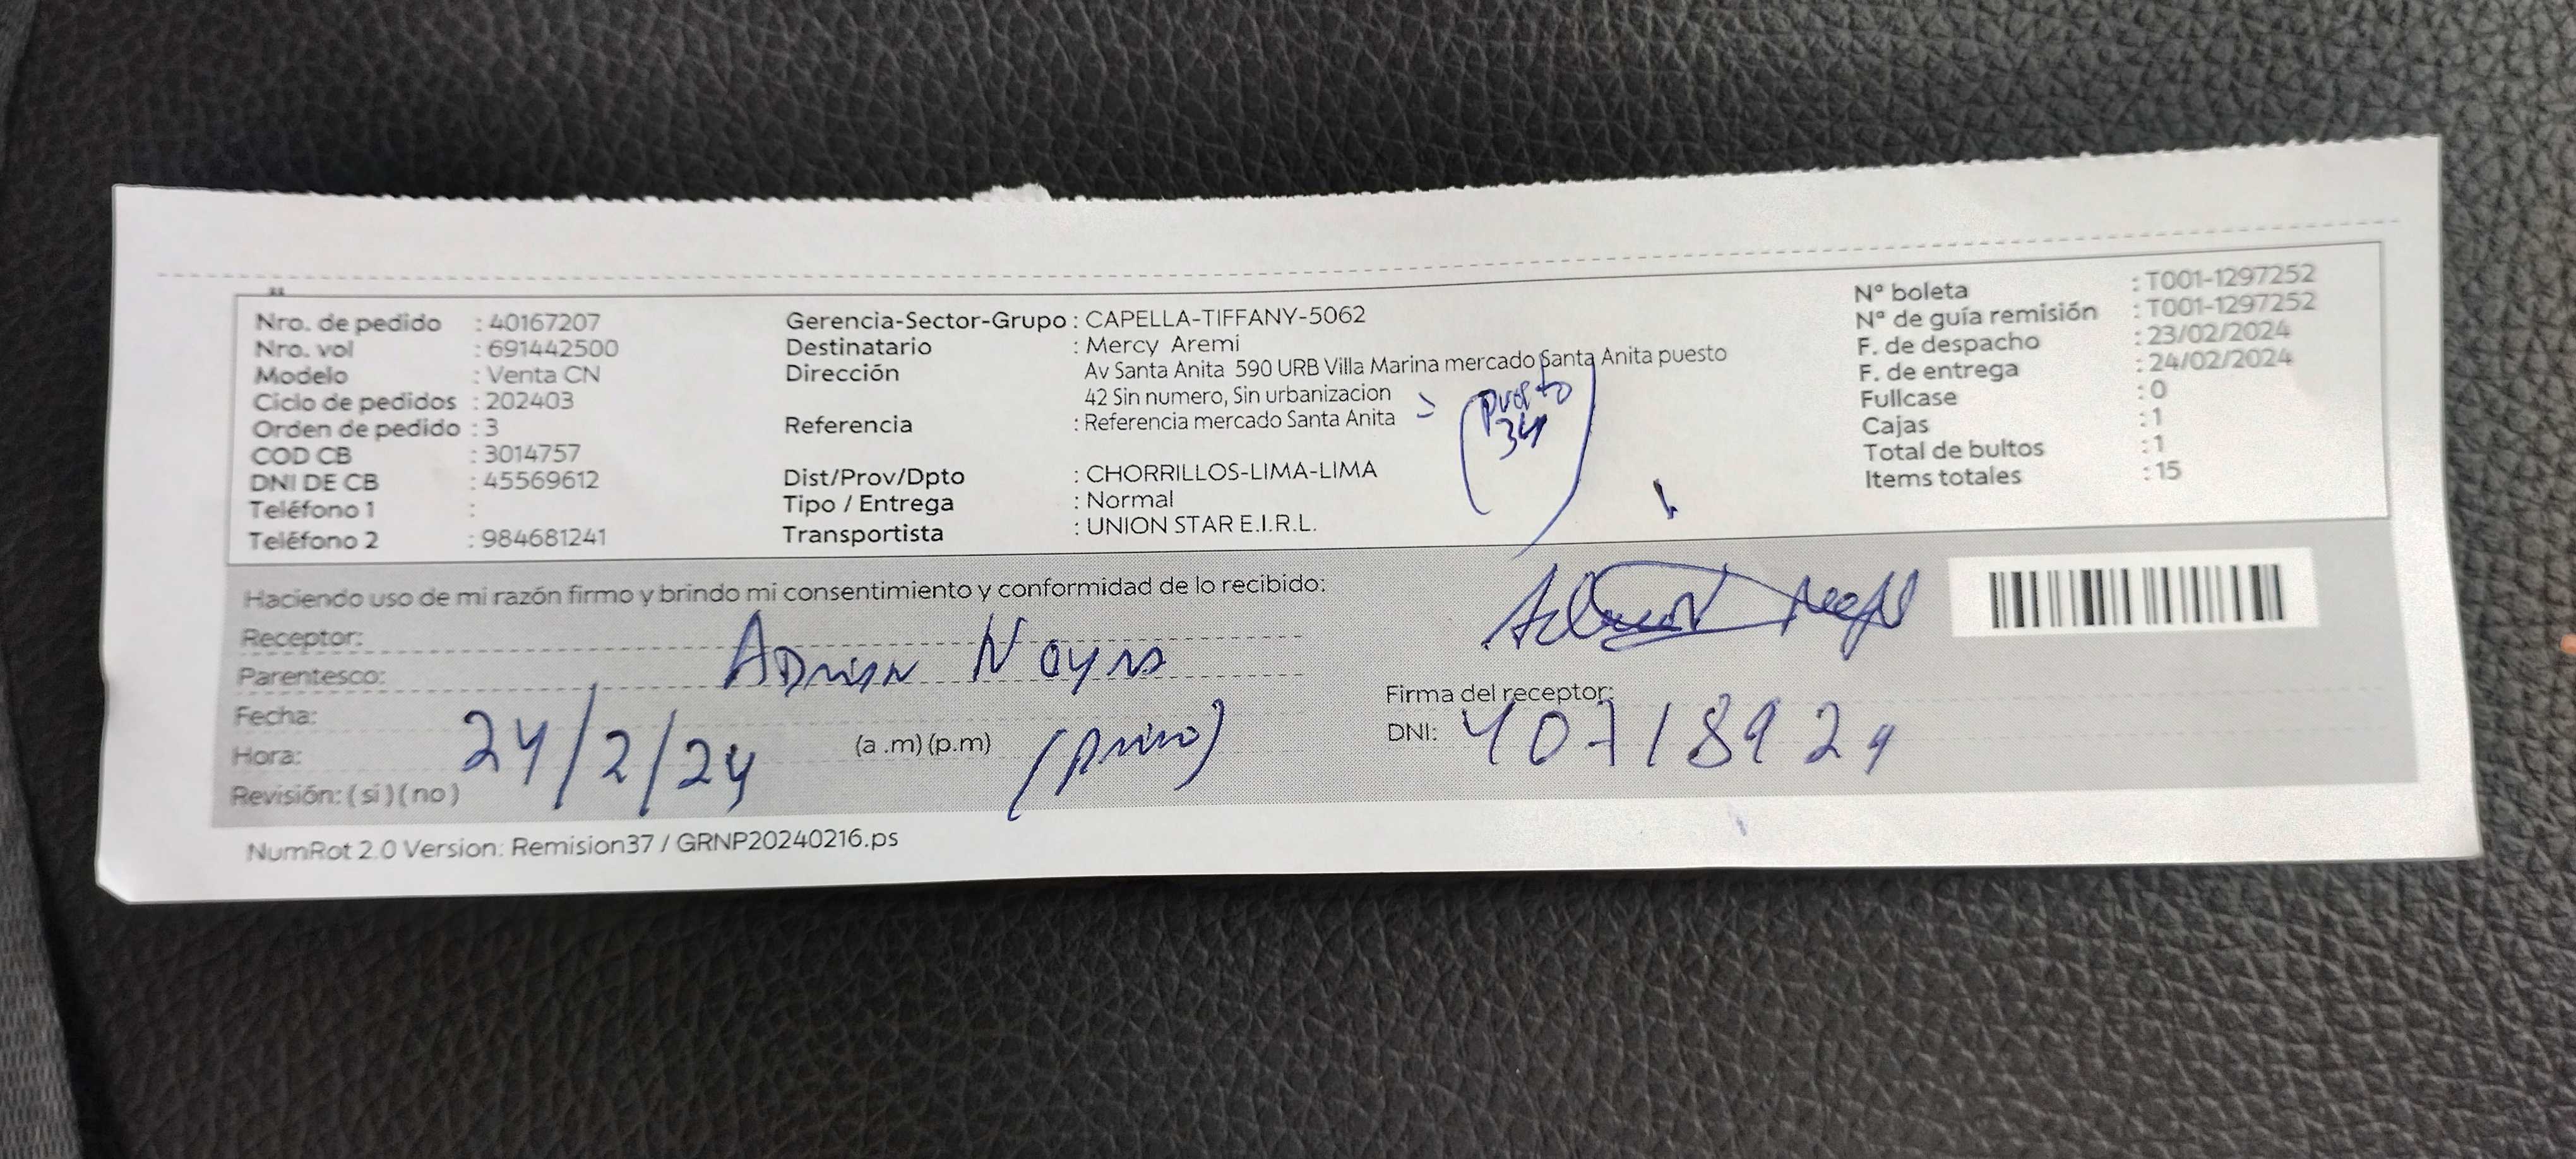 Nro. de pedido : 40167207
Nro. vol : 691442500
Modelo : Venta CN
Ciclo de pedidos : 202403
Orden de pedido : 3
COD CB : 3014757
DNI DE CB : 45569612
Teléfono 1 :
Teléfono 2 : 984681241
Gerencia-Sector-Grupo : CAPELLA-TIFFANY-5062
Destinatario : Mercy Aremi
Dirección Av Santa Anita 590 URB Villa Marina mercado Santa Anita puesto
42 Sin numero, Sin urbanizacion
Referencia : Referencia mercado Santa Anita
Dist/Prov/Dpto : CHORRILLOS-LIMA-LIMA
Tipo / Entrega : Normal
Transportista : UNION STAR E.I.R.L.
puesto
34
Nº boleta : T001-1297252
Nº de guía remisión : T001-1297252
F. de despacho : 23/02/2024
F. de entrega : 24/02/2024
Fullcase : 0
Cajas : 1
Total de bultos : 1
Items totales : 15
Haciendo uso de mi razón firmo y brindo mi consentimiento y conformidad de lo recibido:
Receptor:
Parentesco: Adrian
Fecha:
Hora: 24/2/24 (a .m) (p.m)
Revisión: ( si ) ( no )
Firma del receptor:
DNI: 40718929
NumRot 2.0 Version: Remision37 / GRNP20240216.ps